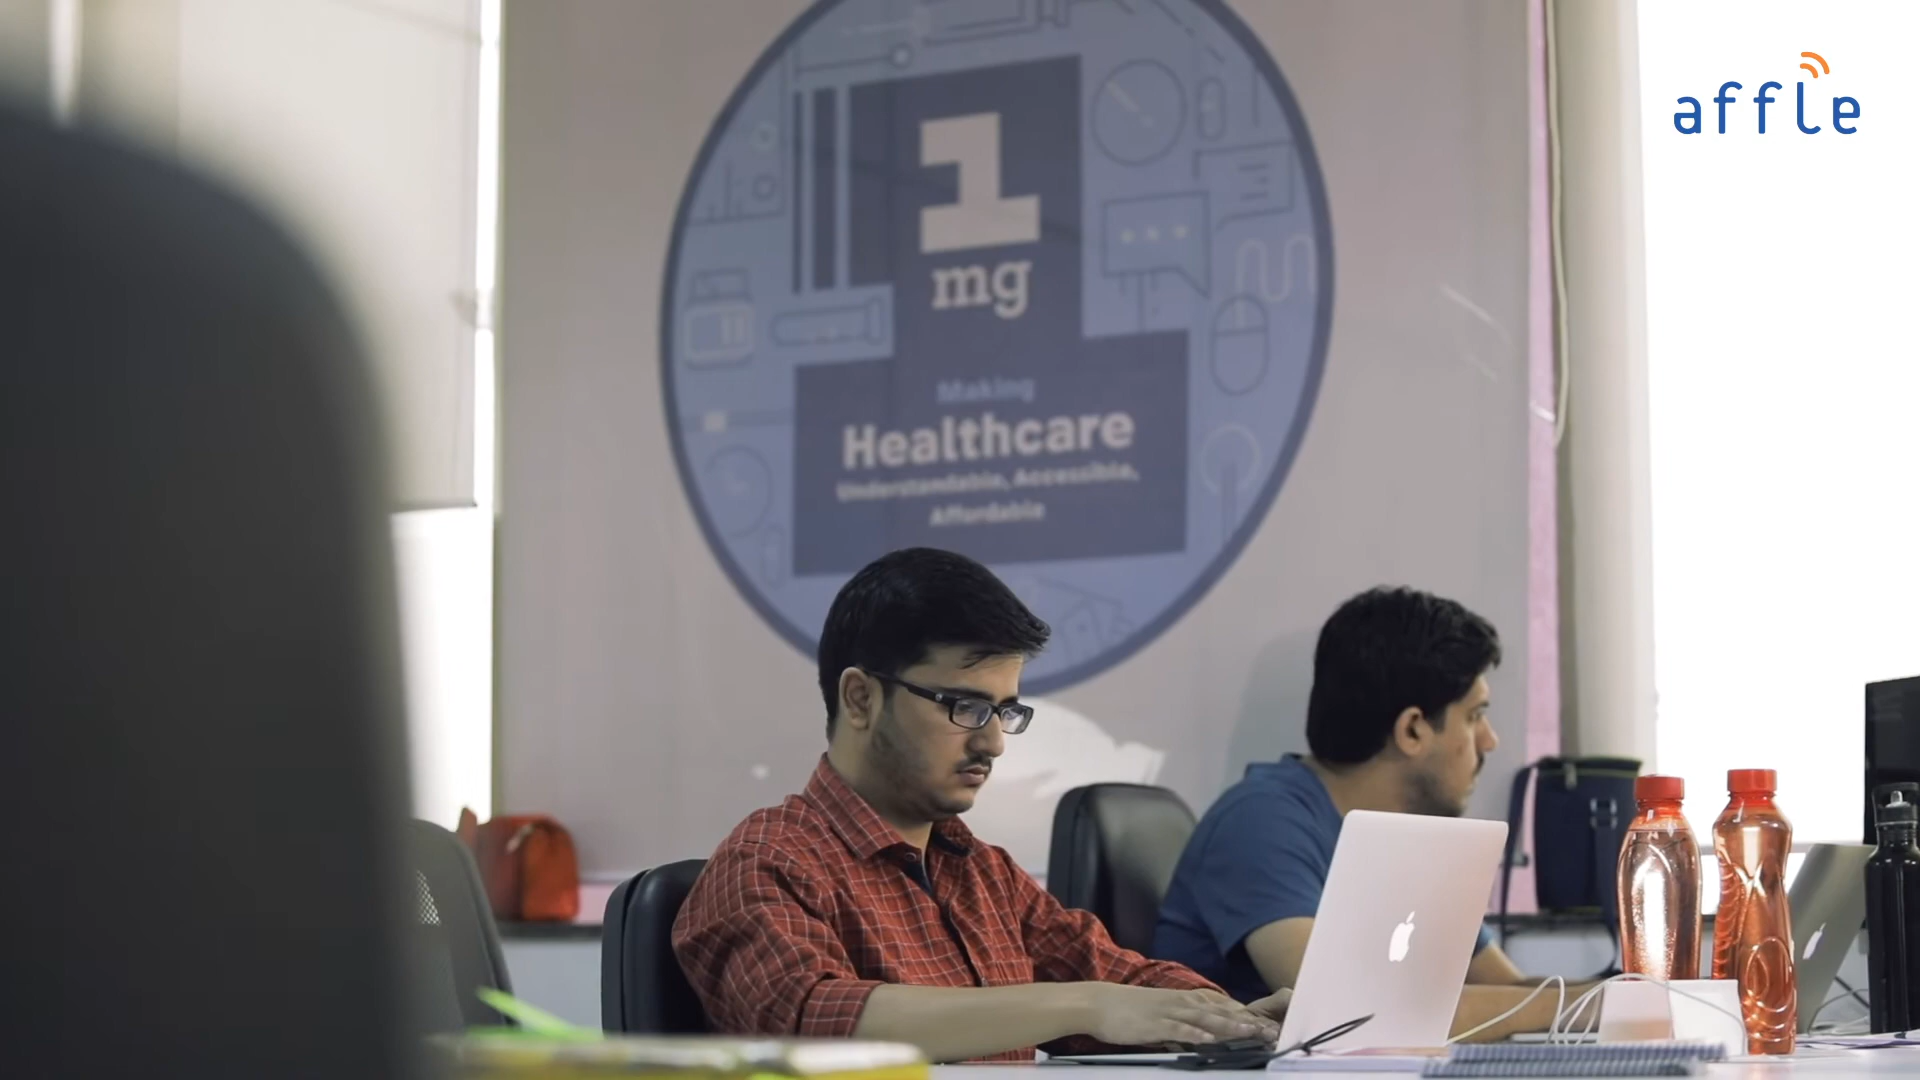 affle
1
mg
Making
Healthcare
Understandable, Accessible,
Affordable